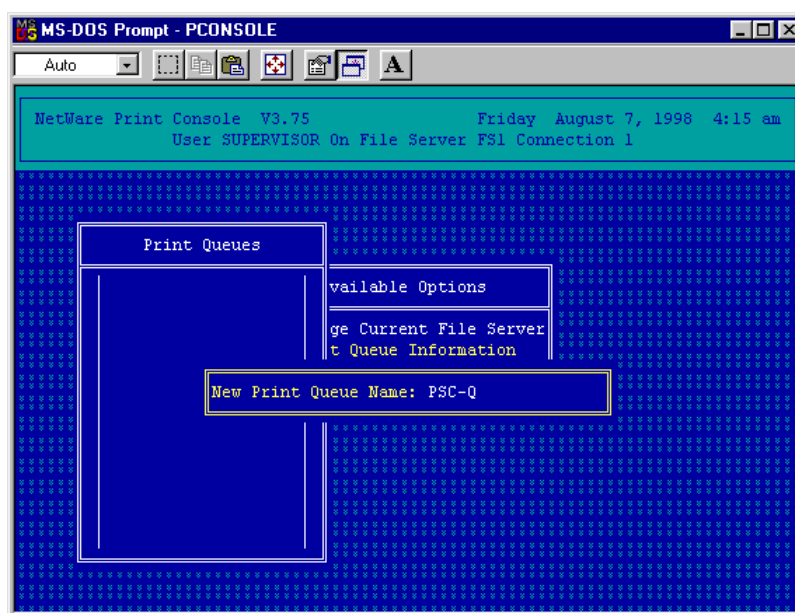 MS-DOS Prompt - PCONSOLE
Auto
A
NetWare Print Console V3.75 Friday August 7, 1998 4:15 am
User SUPERVISOR On File Server FS1 Connection 1
Print Queues
vailable Options
ge Current File Server
t Queue Information
New Print Queue Name: PSC-Q